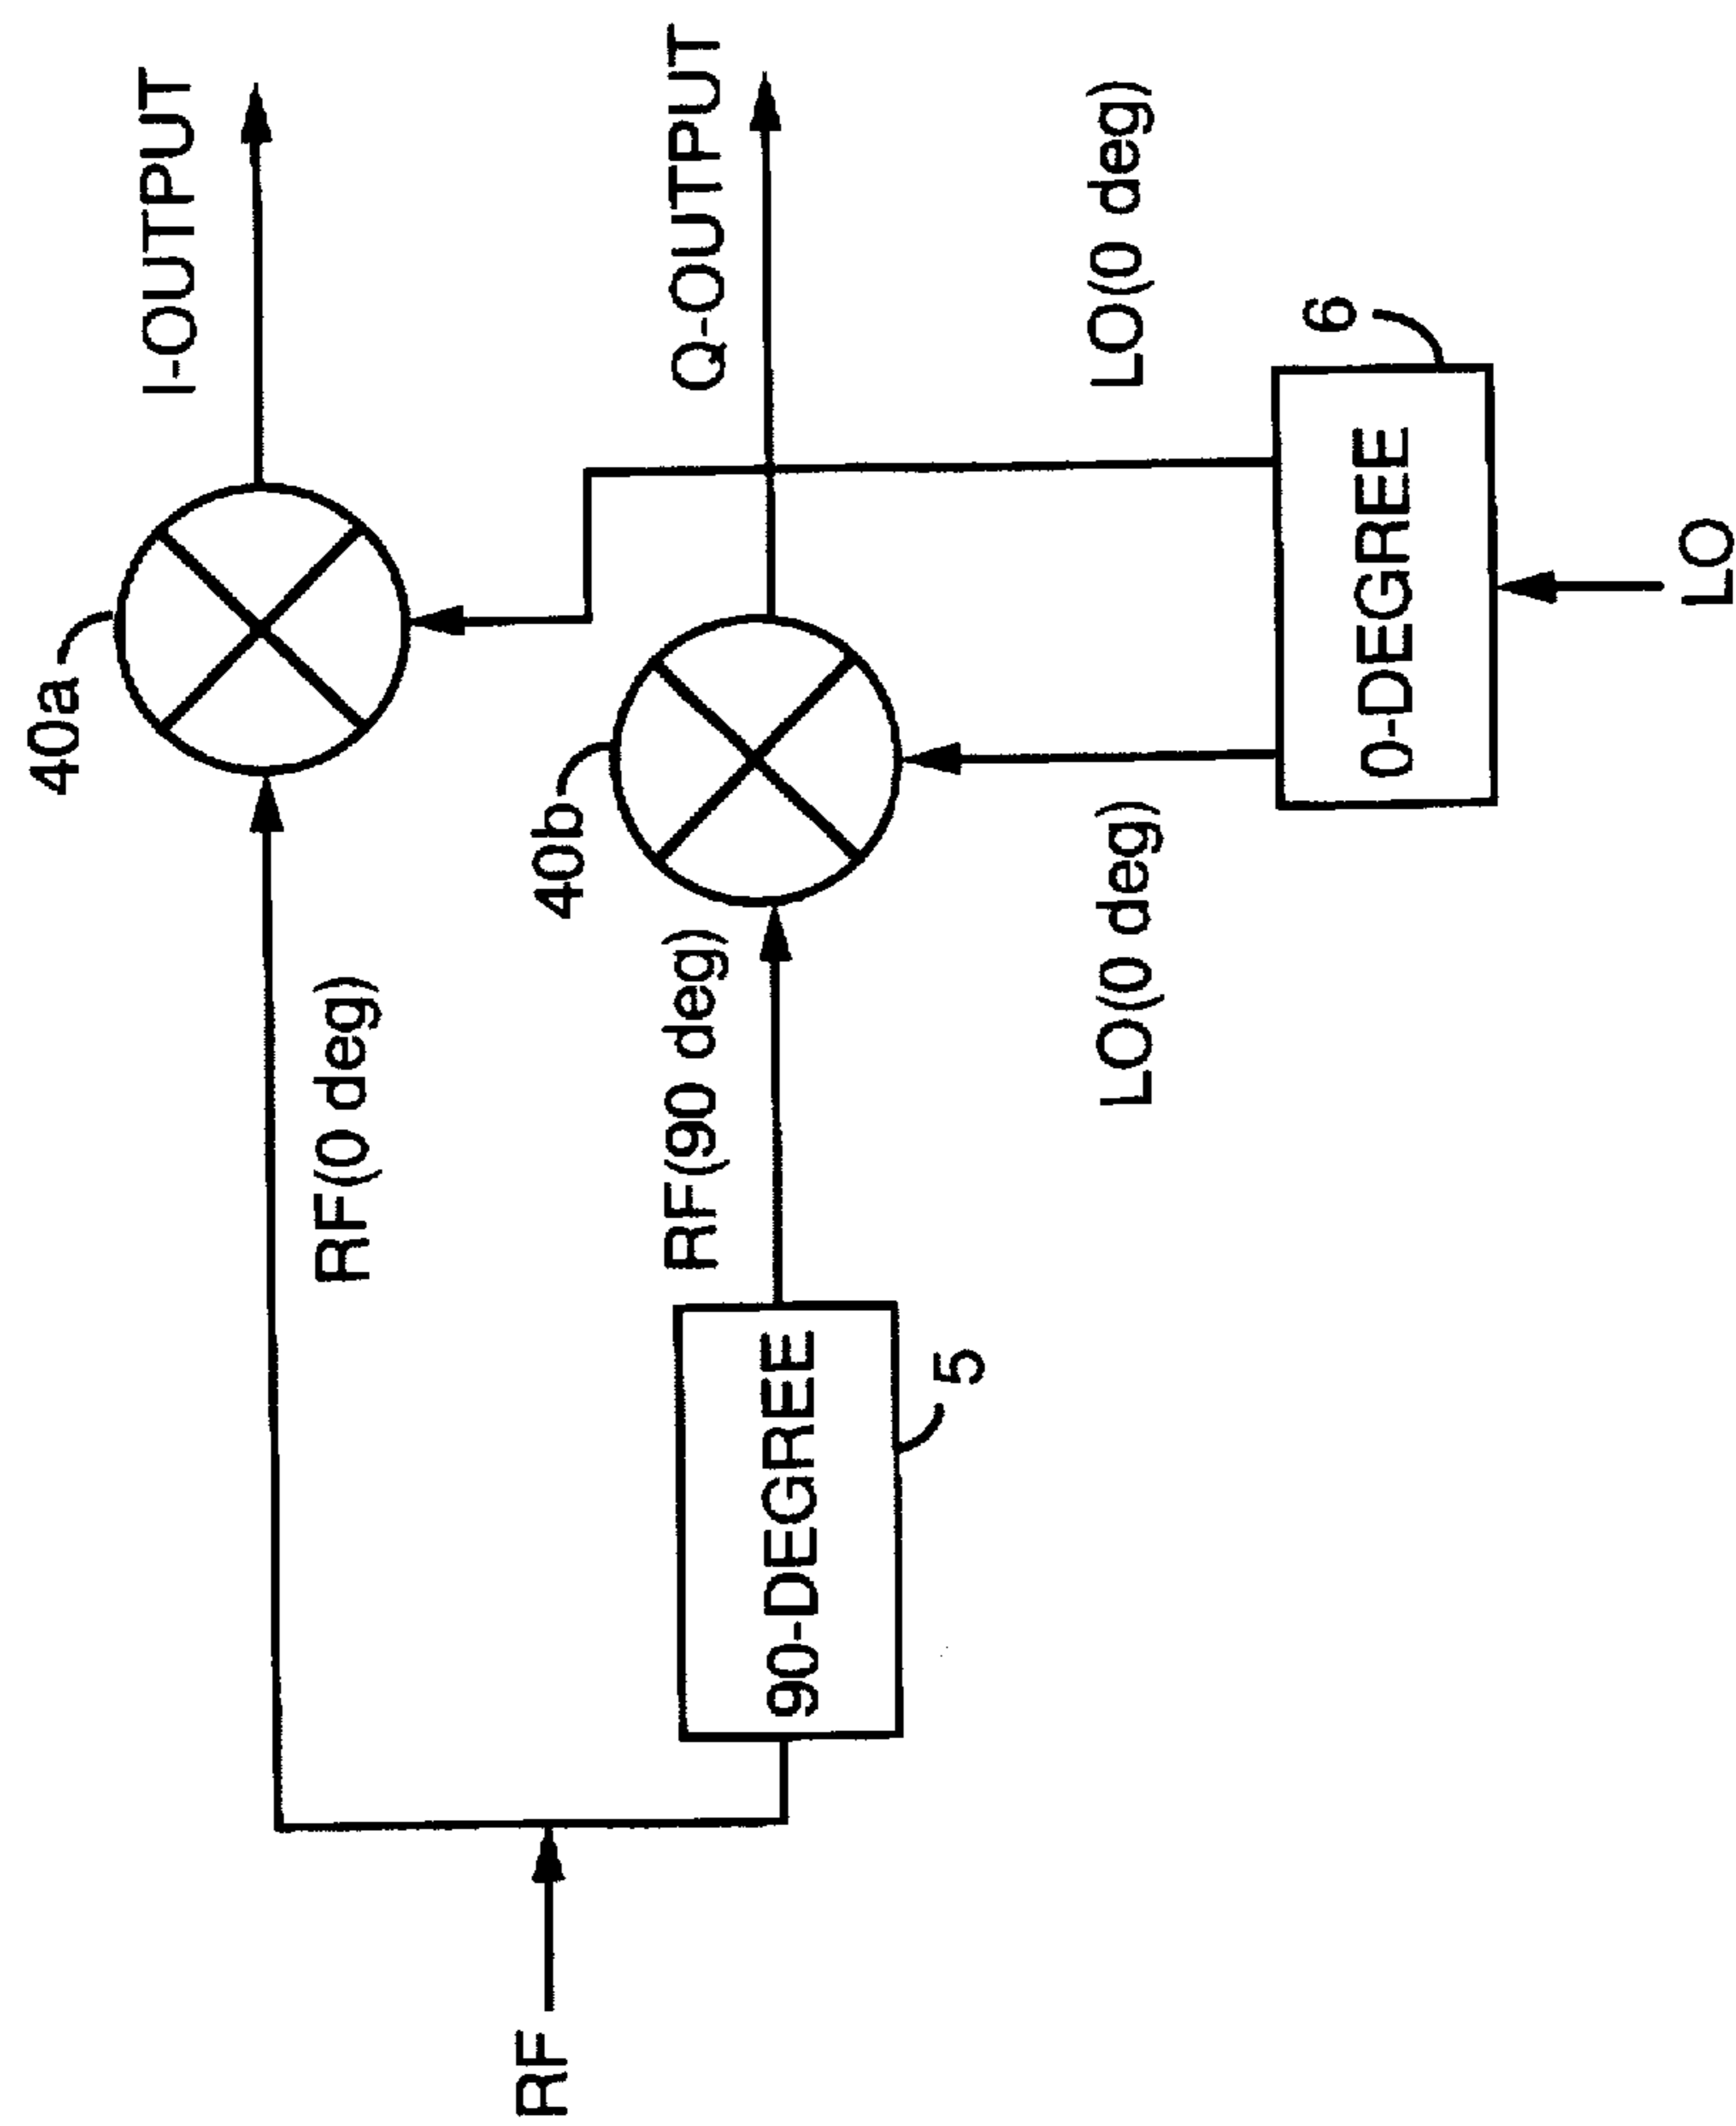 40a
I-OUTPUT
RF(0 deg)
RF
40b
RF(90 deg)
Q-OUTPUT
90-DEGREE
5
LO(0 deg)
LO(0 deg)
6
0-DEGREE
LO